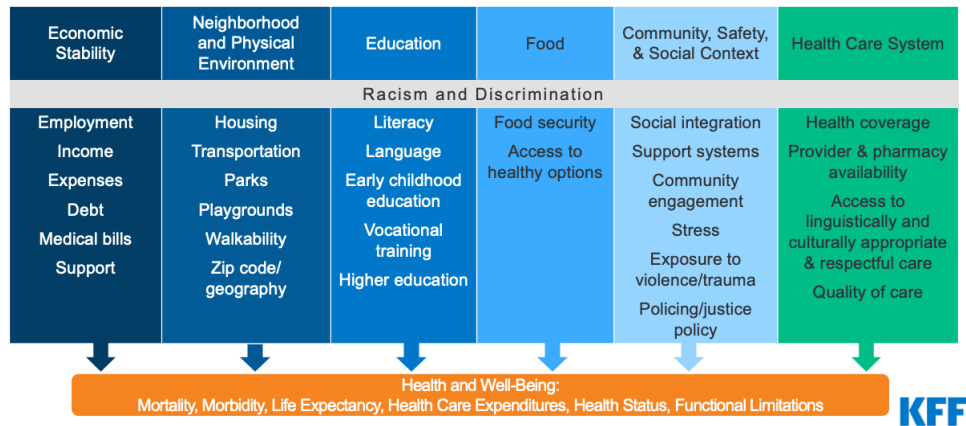 Economic
Stability
Neighborhood
and Physical
Environment
Education
Food
Community, Safety,
& Social Context
Health Care System
Racism and Discrimination
Employment
Income
Expenses
Debt
Medical bills
Support
Housing
Transportation
Parks
Playgrounds
Walkability
Zip code/
geography
Literacy
Language
Early childhood
education
Vocational
training
Higher education
Food security
Access to
healthy options
Social integration
Support systems
Community
engagement
Stress
Exposure to
violence/trauma
Policing/justice
policy
Health coverage
Provider & pharmacy
availability
Access to
linguistically and
culturally appropriate
& respectful care
Quality of care
Health and Well-Being:
Mortality, Morbidity, Life Expectancy, Health Care Expenditures, Health Status, Functional Limitations
KFF